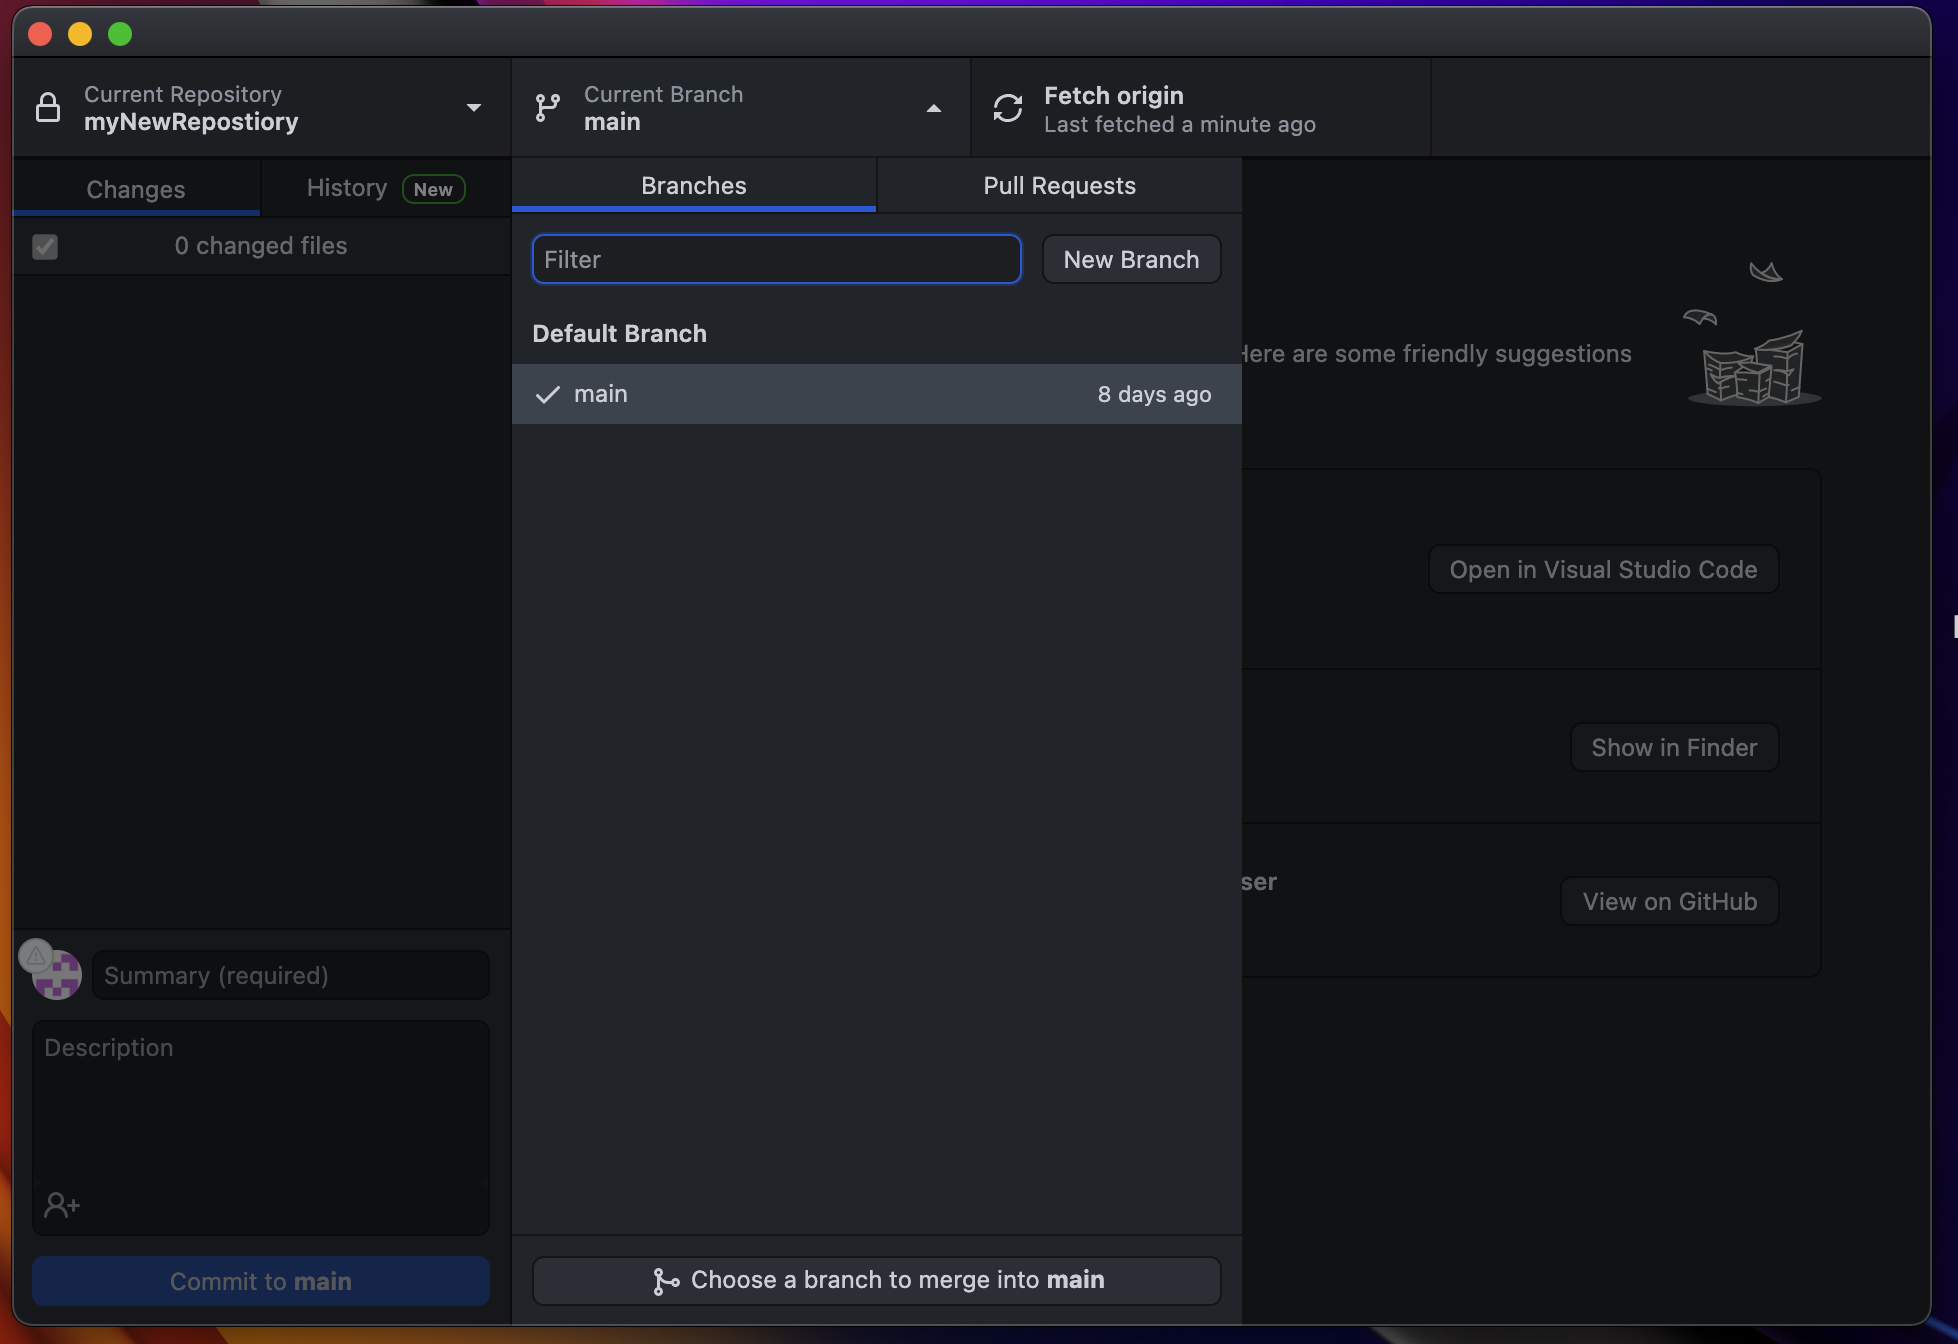 Current Repository
myNewRepostiory
Current Branch
main
Fetch origin
Last fetched a minute ago
Changes
History New
0 changed files
Branches
Pull Requests
Filter
New Branch
Default Branch
main 8 days ago
Here are some friendly suggestions
Open in Visual Studio Code
Show in Finder
ser
View on GitHub
Summary (required)
Description
Commit to main
Choose a branch to merge into main